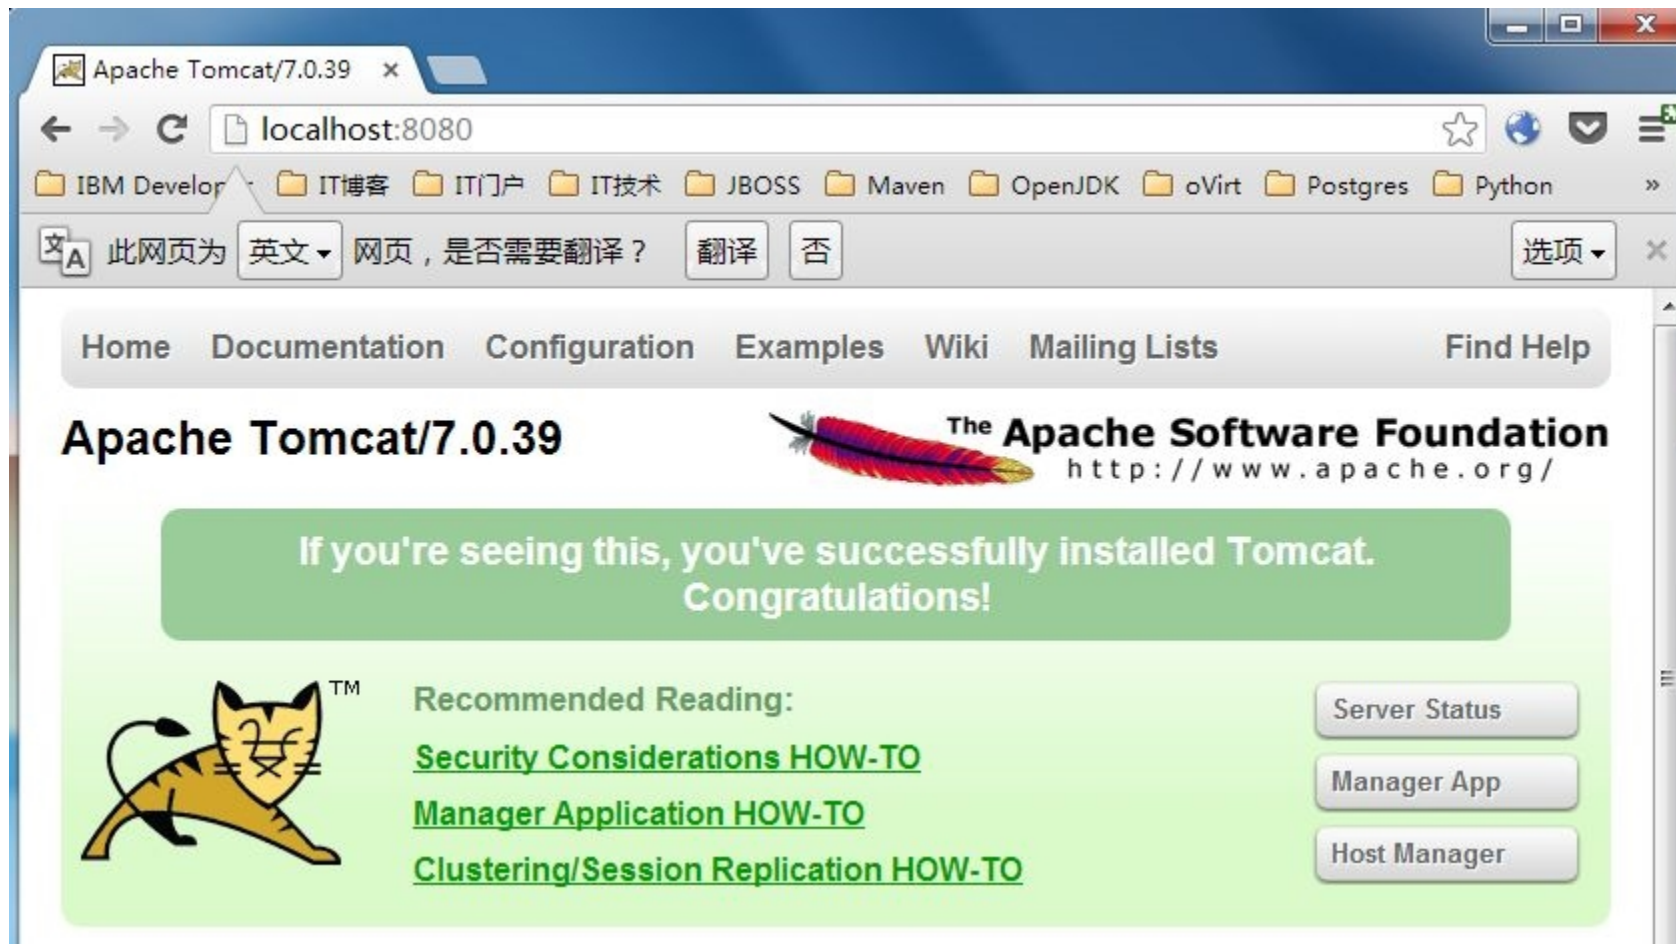 Apache Tomcat/7.0.39
localhost:8080
IBM Develop IT博客 IT门户 IT技术 JBOSS Maven OpenJDK oVirt Postgres Python »
此网页为 英文 网页，是否需要翻译？ 翻译 否 选项
Home Documentation Configuration Examples Wiki Mailing Lists Find Help
Apache Tomcat/7.0.39
The Apache Software Foundation
http://www.apache.org/
If you're seeing this, you've successfully installed Tomcat.
Congratulations!
TM
Recommended Reading:
Security Considerations HOW-TO
Manager Application HOW-TO
Clustering/Session Replication HOW-TO
Server Status
Manager App
Host Manager